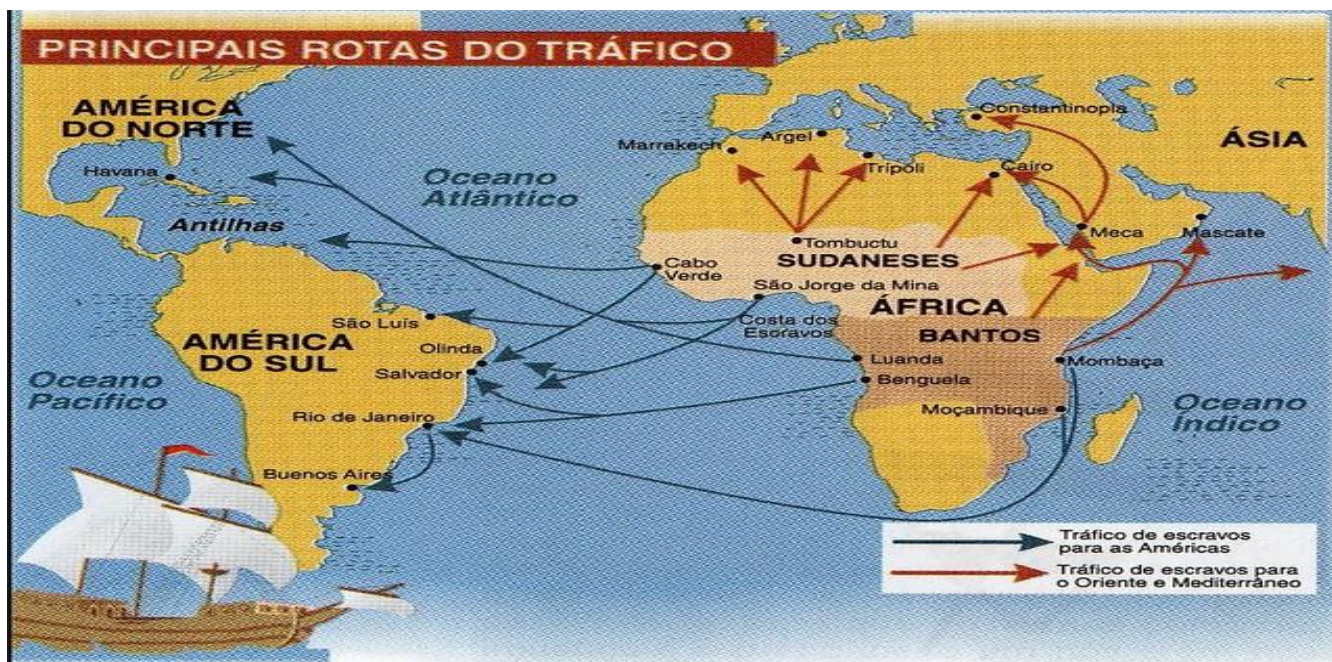 PRINCIPAIS ROTAS DO TRÁFICO
AMÉRICA
DO NORTE
Havana
Antilhas
Oceano
Atlântico
Marrakech
Argel
Trípoli
Constantinopla
Cairo
ÁSIA
Meca
Mascate
Tombuctu
SUDANESES
Cabo
Verde
São Jorge da Mina
ÁFRICA
Costa dos
Escravos
BANTOS
São Luís
AMÉRICA
DO SUL
Olinda
Salvador
Luanda
Benguela
Mombaça
Moçambique
Oceano
Pacífico
Rio de Janeiro
Buenos Aires
Oceano
Índico
Tráfico de escravos
para as Américas
Tráfico de escravos para
o Oriente e Mediterrâneo